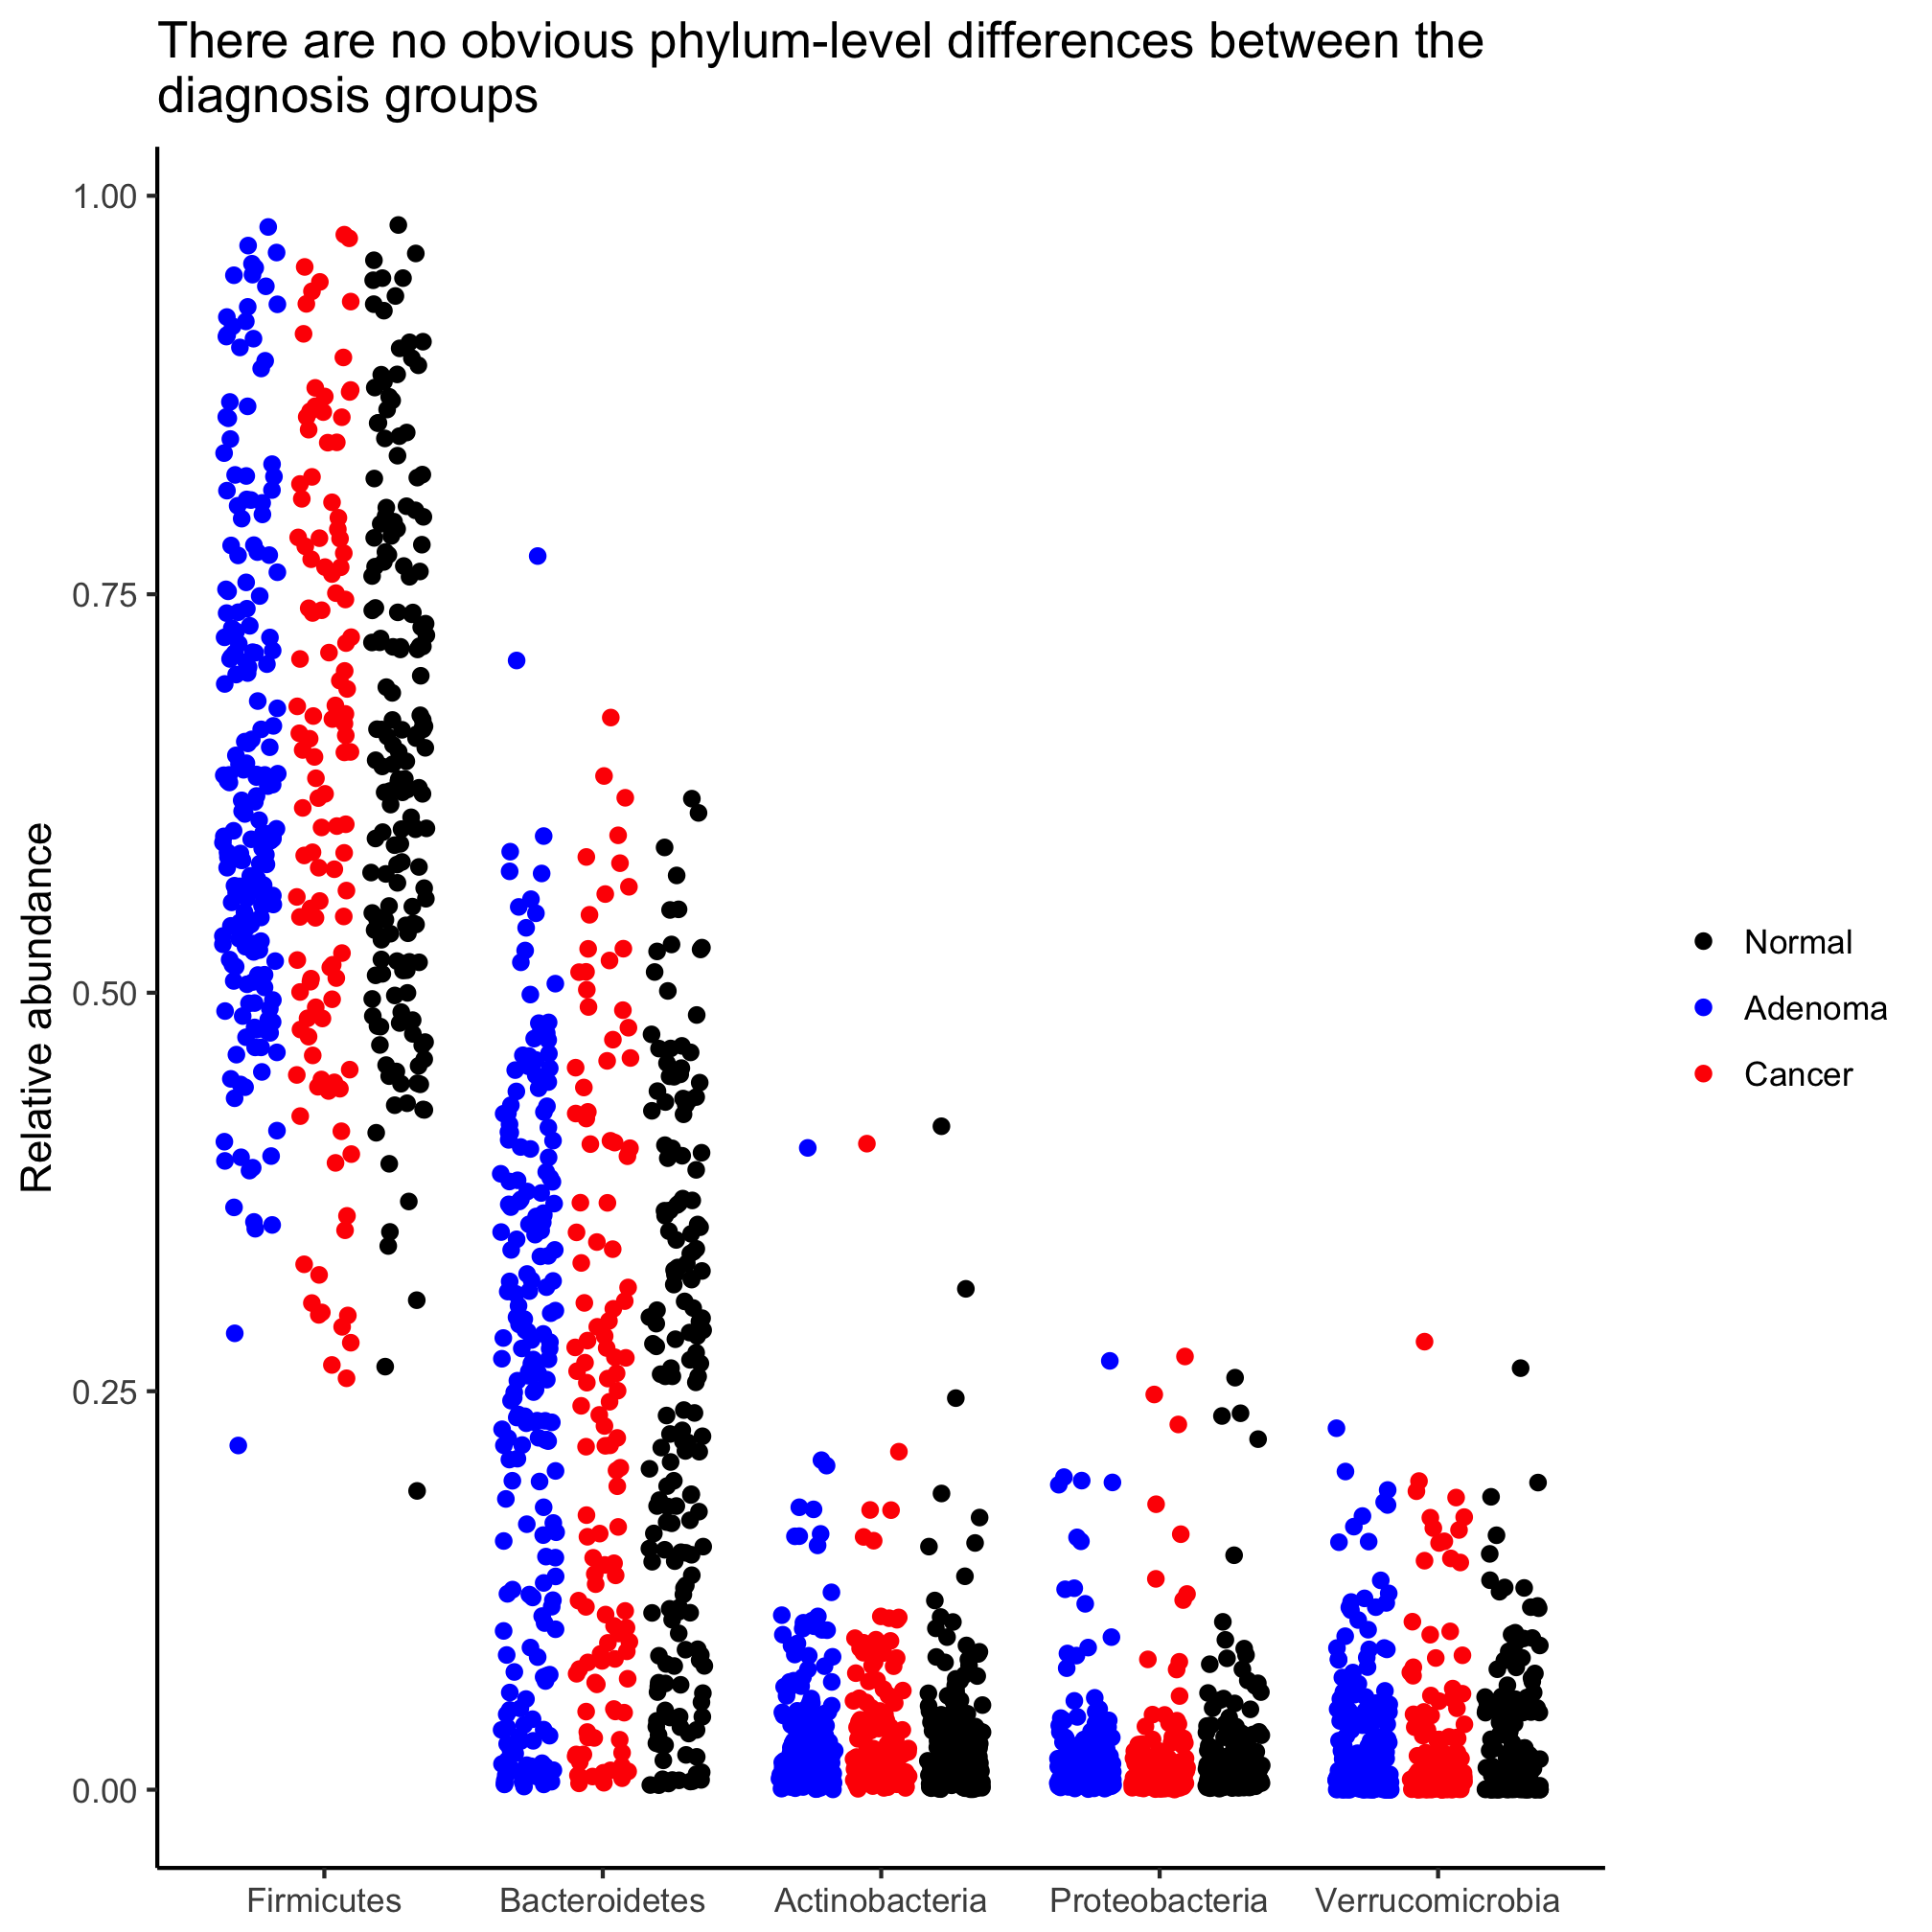 There are no obvious phylum-level differences between the
diagnosis groups
1.00
0.75
0.50
0.25
0.00
Relative abundance
Firmicutes
Bacteroidetes
Actinobacteria
Proteobacteria
Verrucomicrobia
Normal
Adenoma
Cancer